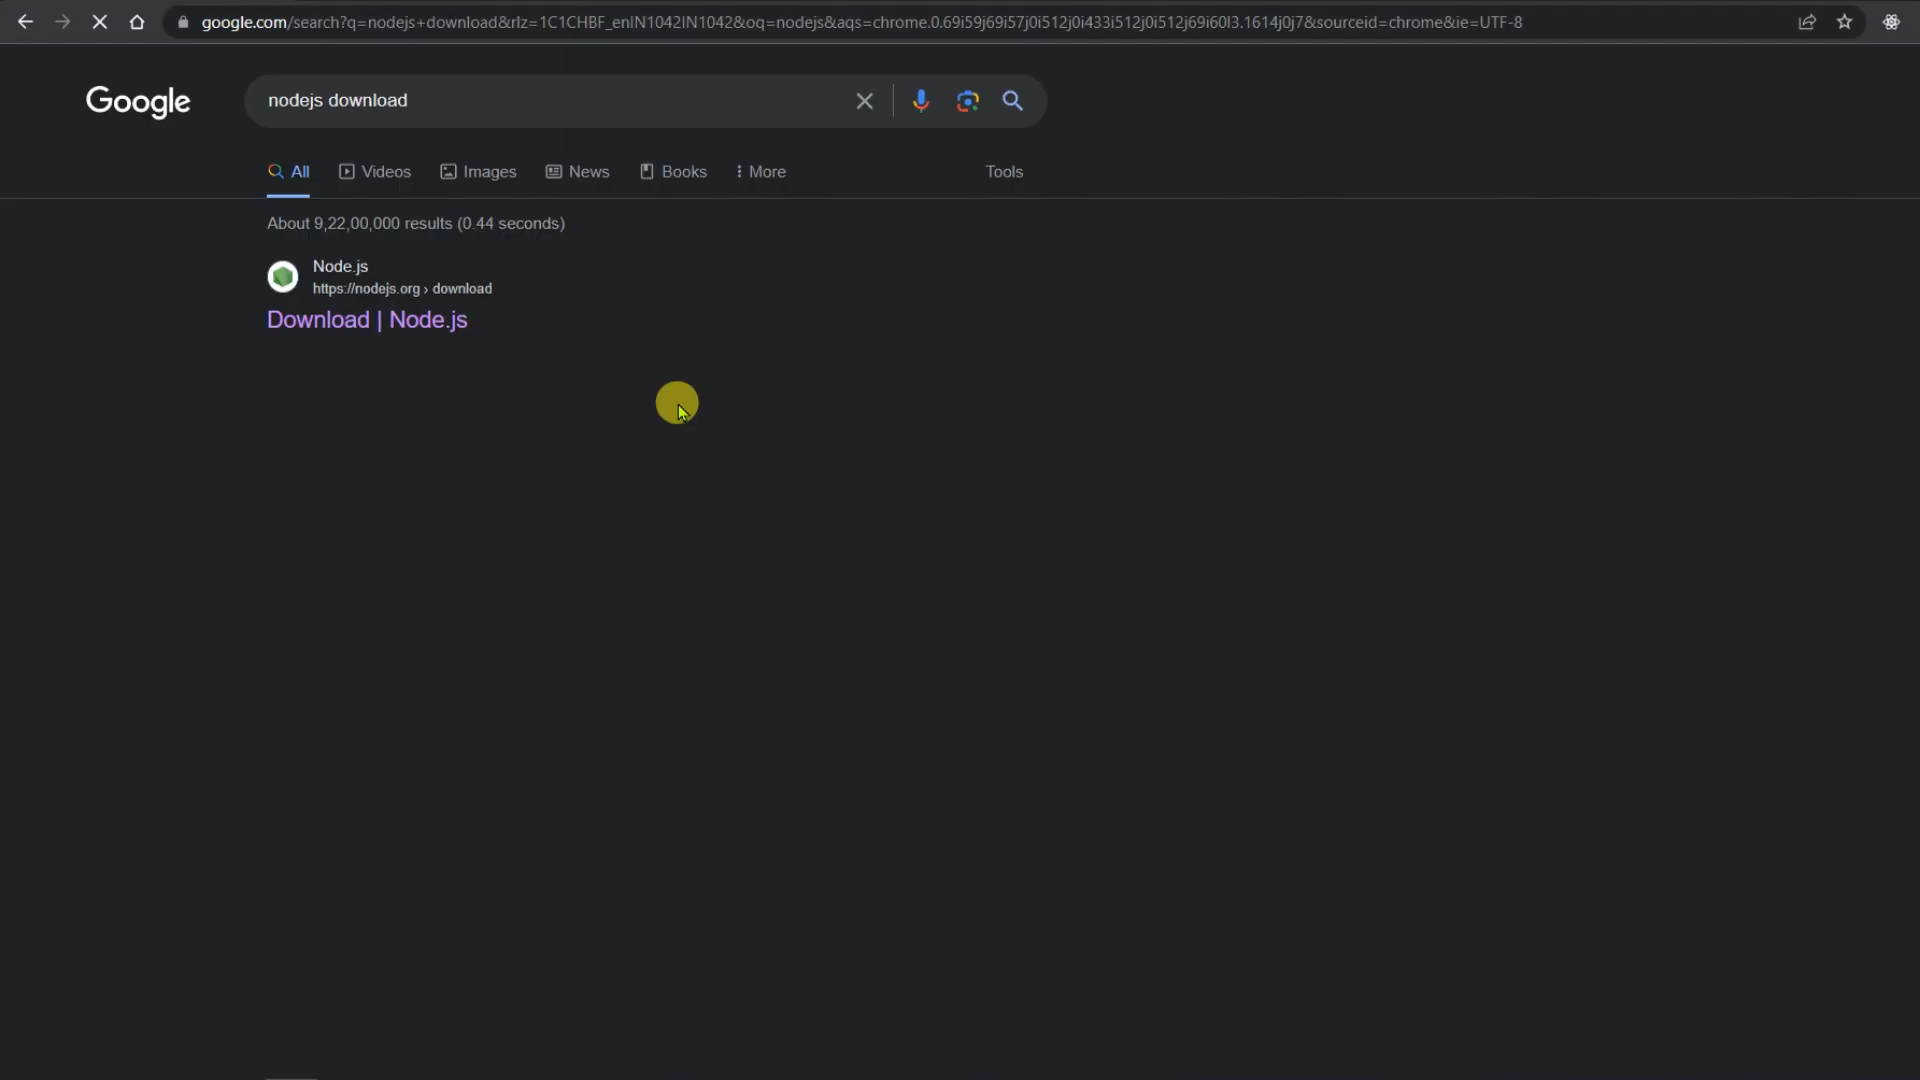 google.com/search?q=nodejs+download&rlz=1C1CHBF_enIN1042IN1042&oq=nodejs&aqs=chrome.0.69i59j69i57j0i512j0i433i512j0i512j69i60l3.1614j0j7&sourceid=chrome&ie=UTF-8
Google
nodejs download
All Videos Images News Books More Tools
About 9,22,00,000 results (0.44 seconds)
Node.js
https://nodejs.org › download
Download | Node.js